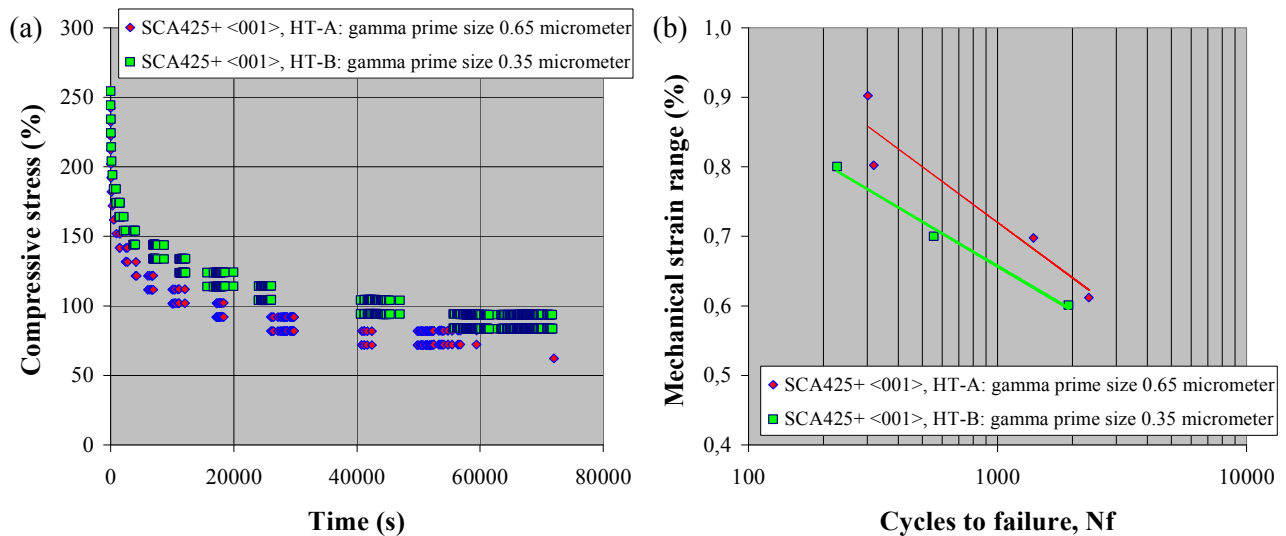 (a)
SCA425+ <001>, HT-A: gamma prime size 0.65 micrometer
SCA425+ <001>, HT-B: gamma prime size 0.35 micrometer
Compressive stress (%)
300
250
200
150
100
50
0
0 20000 40000 60000 80000
Time (s)
(b)
Mechanical strain range (%)
1,0
0,9
0,8
0,7
0,6
0,5
0,4
SCA425+ <001>, HT-A: gamma prime size 0.65 micrometer
SCA425+ <001>, HT-B: gamma prime size 0.35 micrometer
100 1000 10000
Cycles to failure, Nf